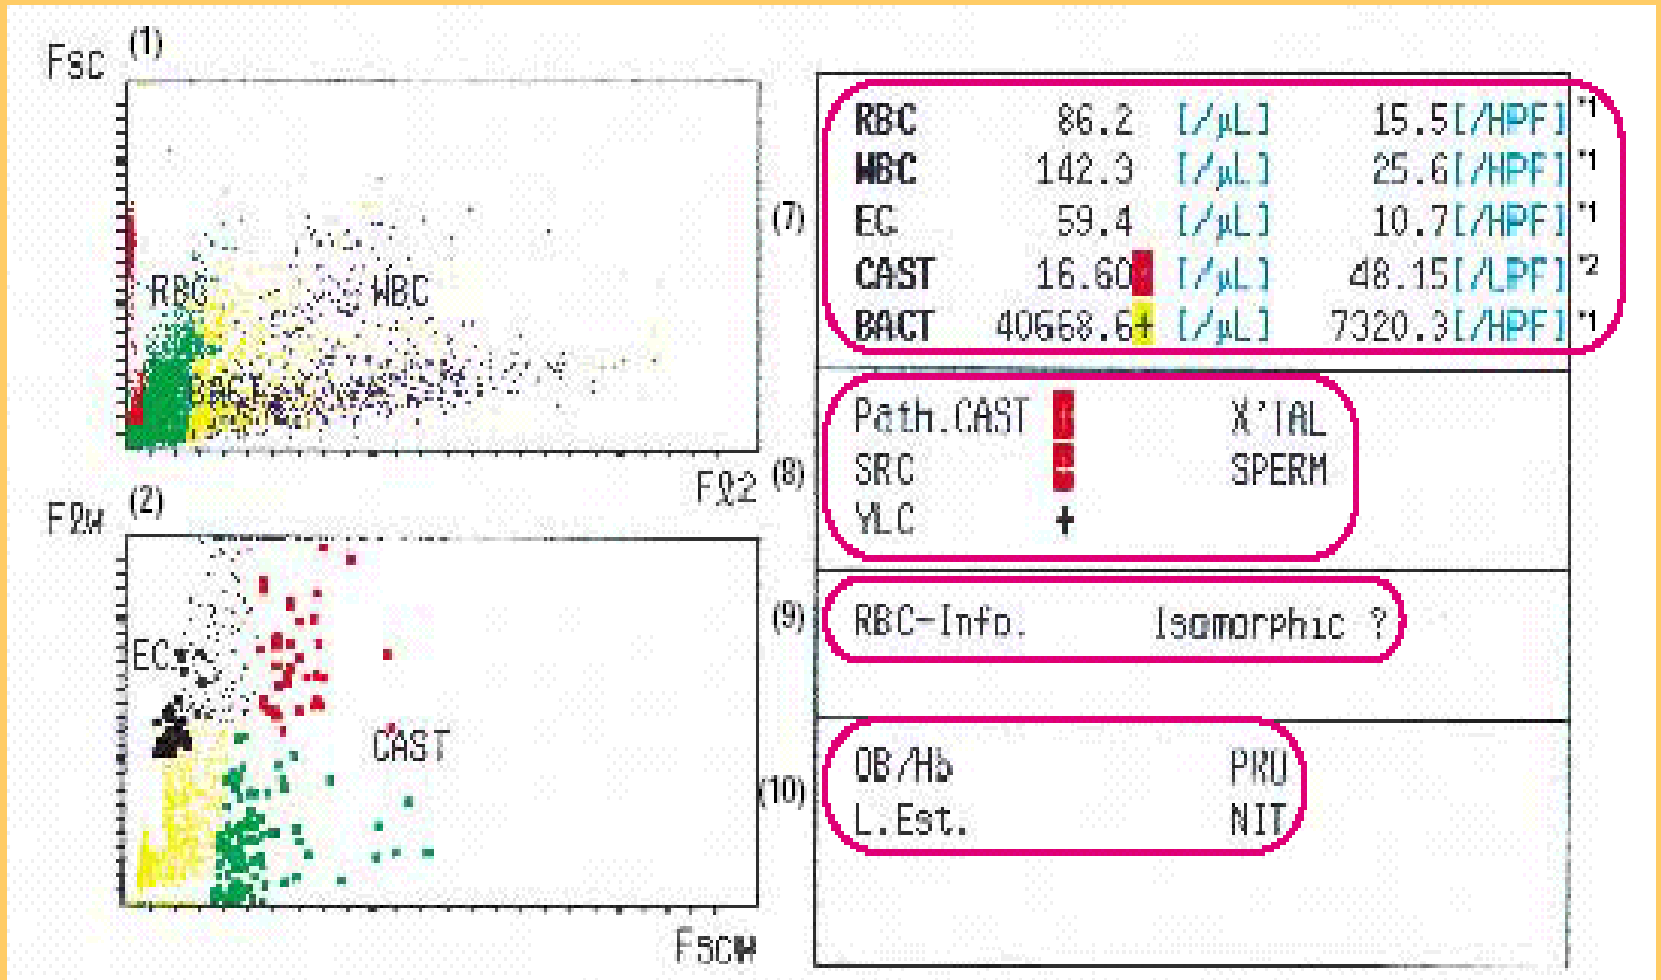 (1)
Fsc
RBC
WBC
BACT
Fℓ2
(2)
Fℓw
EC
CAST
Fscw
(7)
RBC 86.2 [/µL] 15.5[/HPF] *1
WBC 142.3 [/µL] 25.6[/HPF] *1
EC 59.4 [/µL] 10.7[/HPF] *1
CAST 16.60 [/µL] 48.15[/LPF] *2
BACT 40668.6+ [/µL] 7320.3[/HPF] *1
(8)
Path.CAST X'TAL
SRC + SPERM
YLC +
(9)
RBC-Info. Isomorphic ?
(10)
OB/Hb PRO
L.Est. NIT